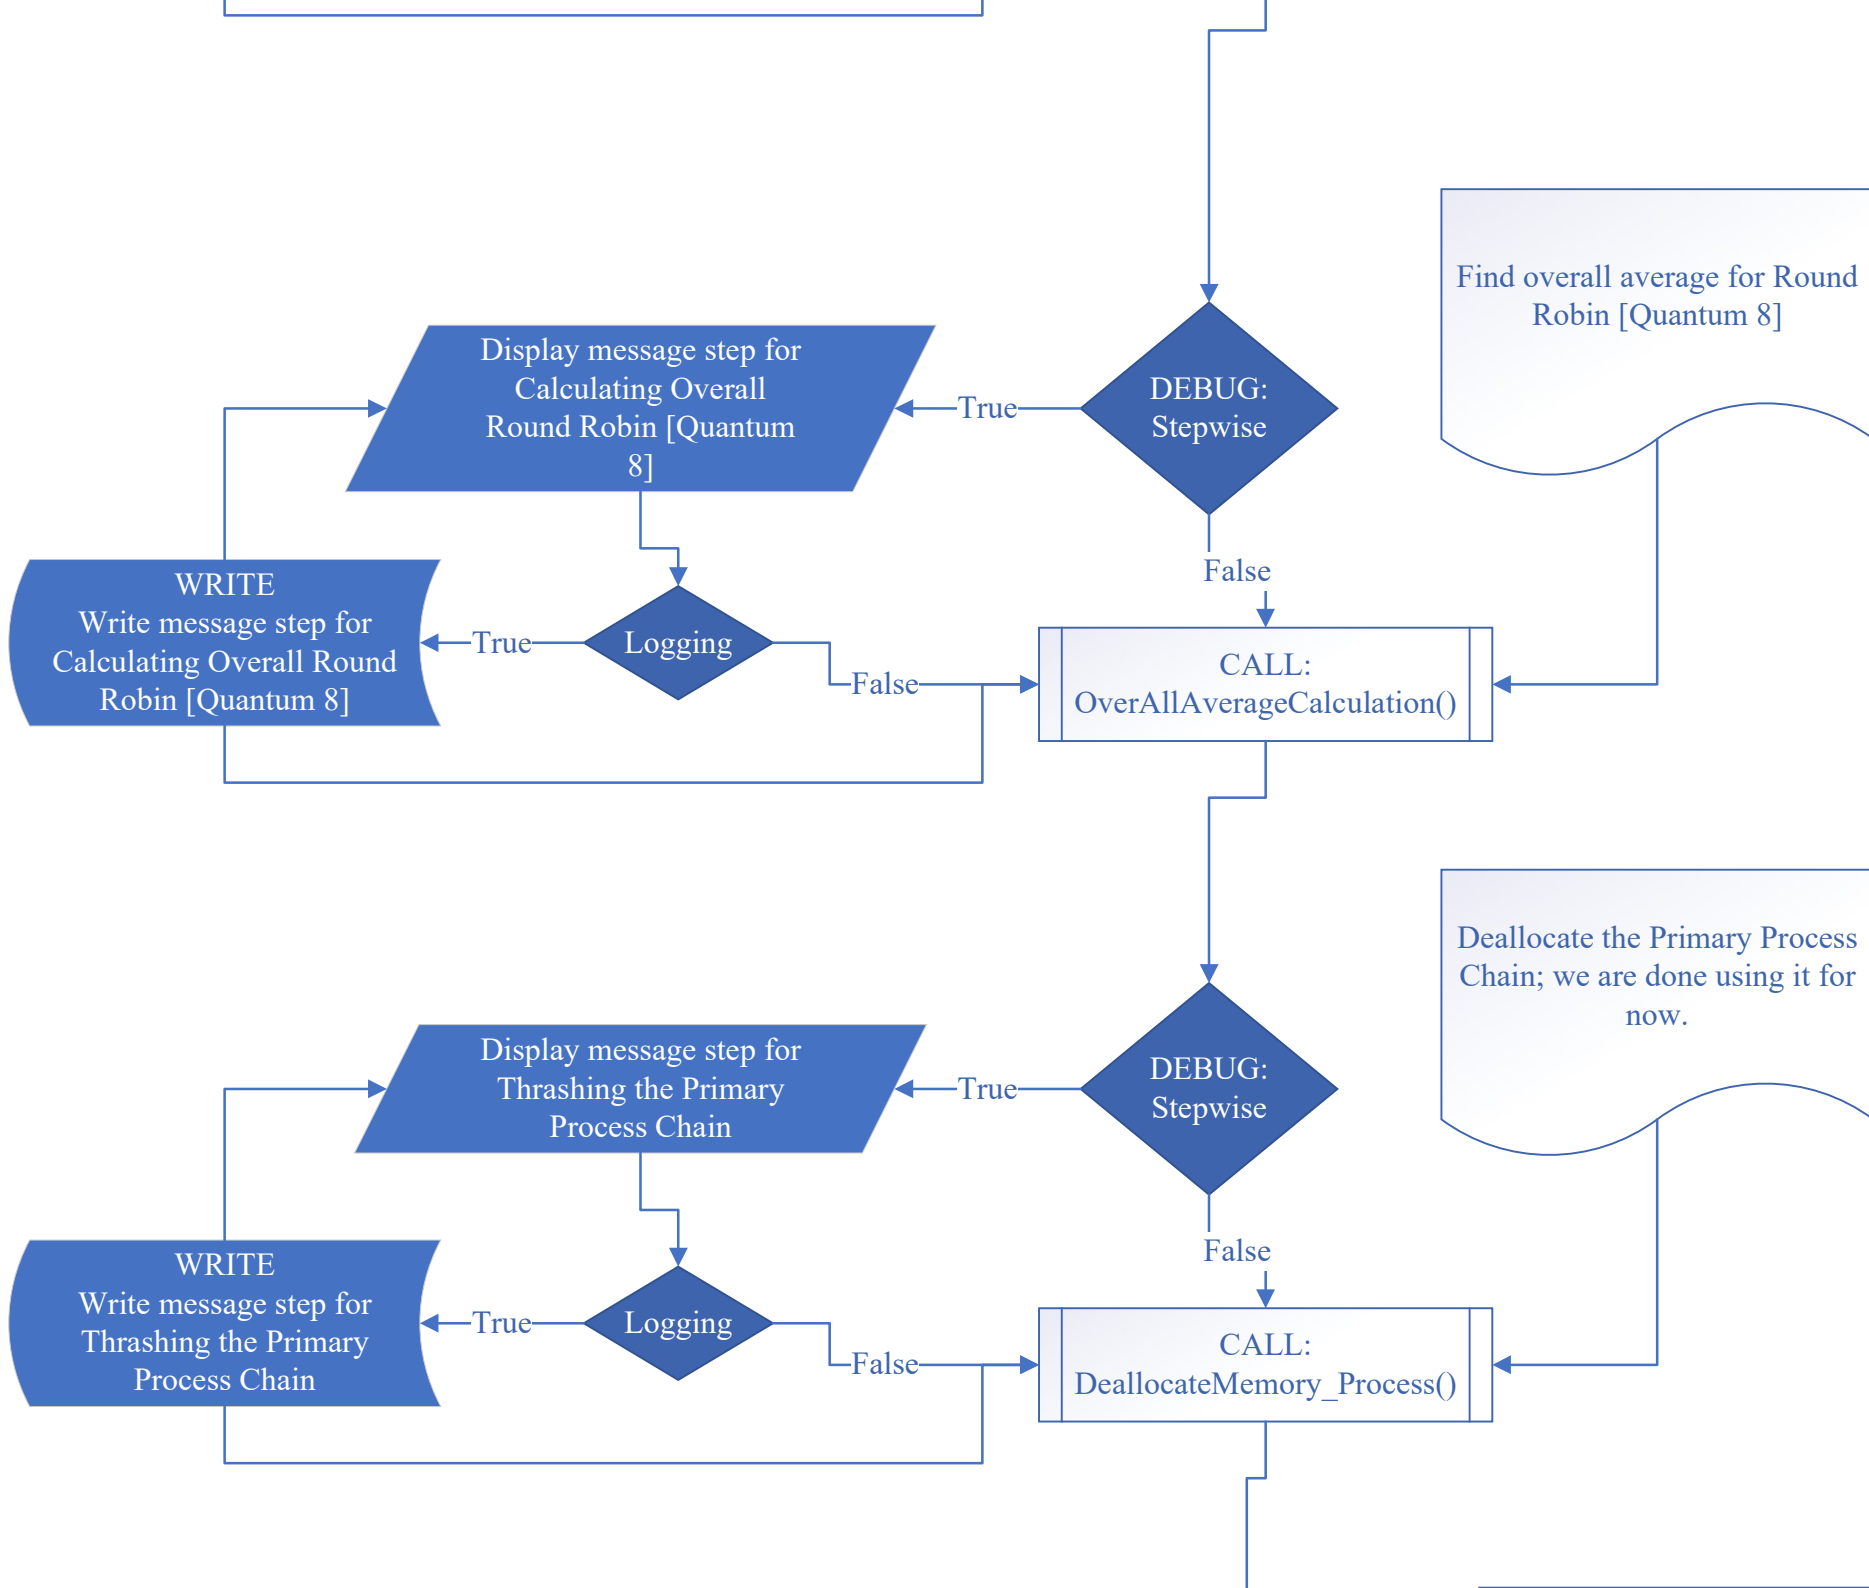 Find overall average for Round
Robin [Quantum 8]
Display message step for
Calculating Overall
Round Robin [Quantum
8]
True
DEBUG:
Stepwise
False
WRITE
Write message step for
Calculating Overall Round
Robin [Quantum 8]
True
Logging
False
CALL:
OverAllAverageCalculation()
Deallocate the Primary Process
Chain; we are done using it for
now.
Display message step for
Thrashing the Primary
Process Chain
True
DEBUG:
Stepwise
False
WRITE
Write message step for
Thrashing the Primary
Process Chain
True
Logging
False
CALL:
DeallocateMemory_Process()